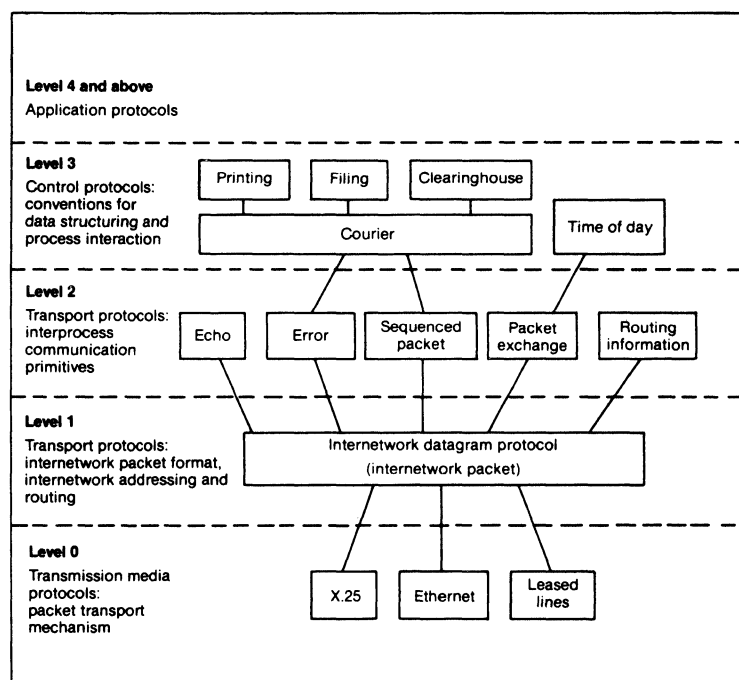 Level 4 and above
Application protocols
Level 3
Control protocols:
conventions for
data structuring and
process interaction
Printing
Filing
Clearinghouse
Courier
Time of day
Level 2
Transport protocols:
interprocess
communication
primitives
Echo
Error
Sequenced
packet
Packet
exchange
Routing
information
Level 1
Transport protocols:
internetwork packet format,
internetwork addressing and
routing
Internetwork datagram protocol
(internetwork packet)
Level 0
Transmission media
protocols:
packet transport
mechanism
X.25
Ethernet
Leased
lines